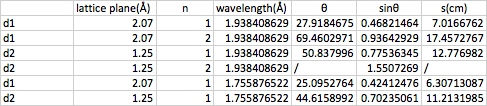 lattice plane(Å) n wavelength(Å) θ sinθ s(cm)
d1 2.07 1 1.938408629 27.9184675 0.46821464 7.0166762
d1 2.07 2 1.938408629 69.4602971 0.93642929 17.4572767
d2 1.25 1 1.938408629 50.837996 0.77536345 12.776982
d2 1.25 2 1.938408629 / 1.5507269 /
d1 2.07 1 1.755876522 25.0952764 0.42412476 6.30713087
d2 1.25 1 1.755876522 44.6158992 0.70235061 11.2131985